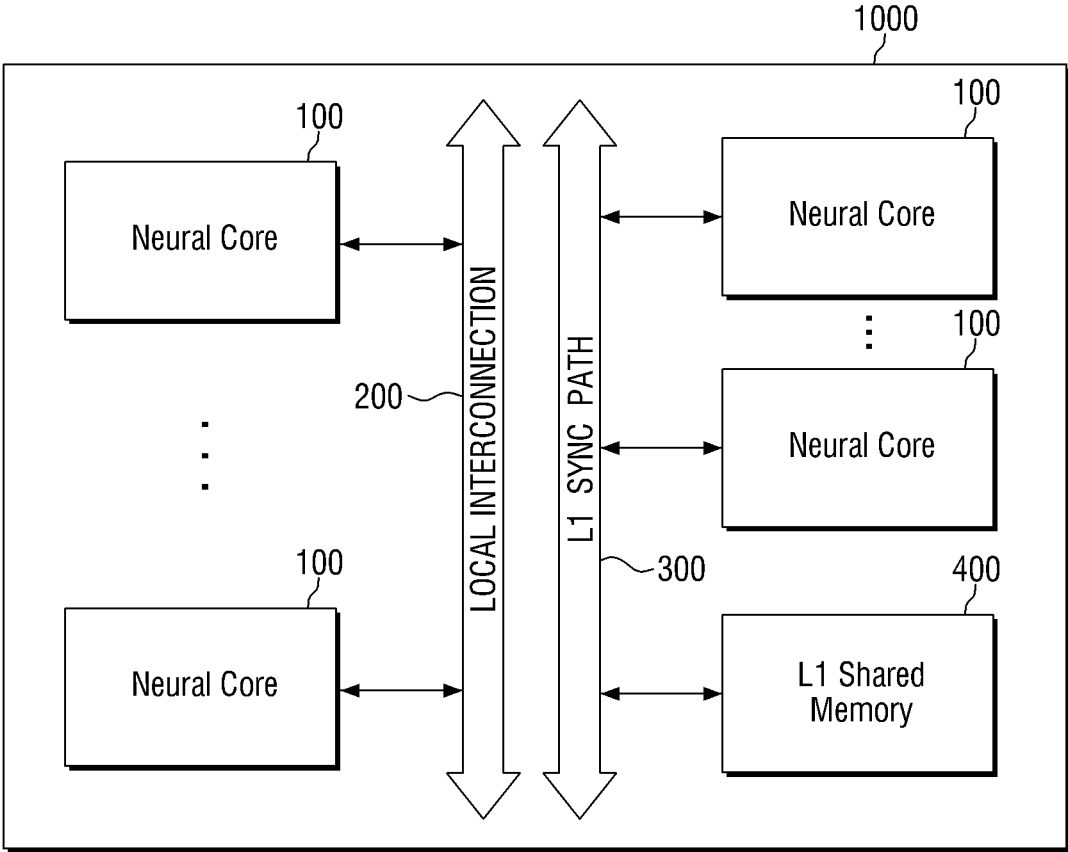 1000
100
Neural Core
100
Neural Core
100
Neural Core
200
LOCAL INTERCONNECTION
L1 SYNC PATH
300
100
Neural Core
400
L1 Shared
Memory